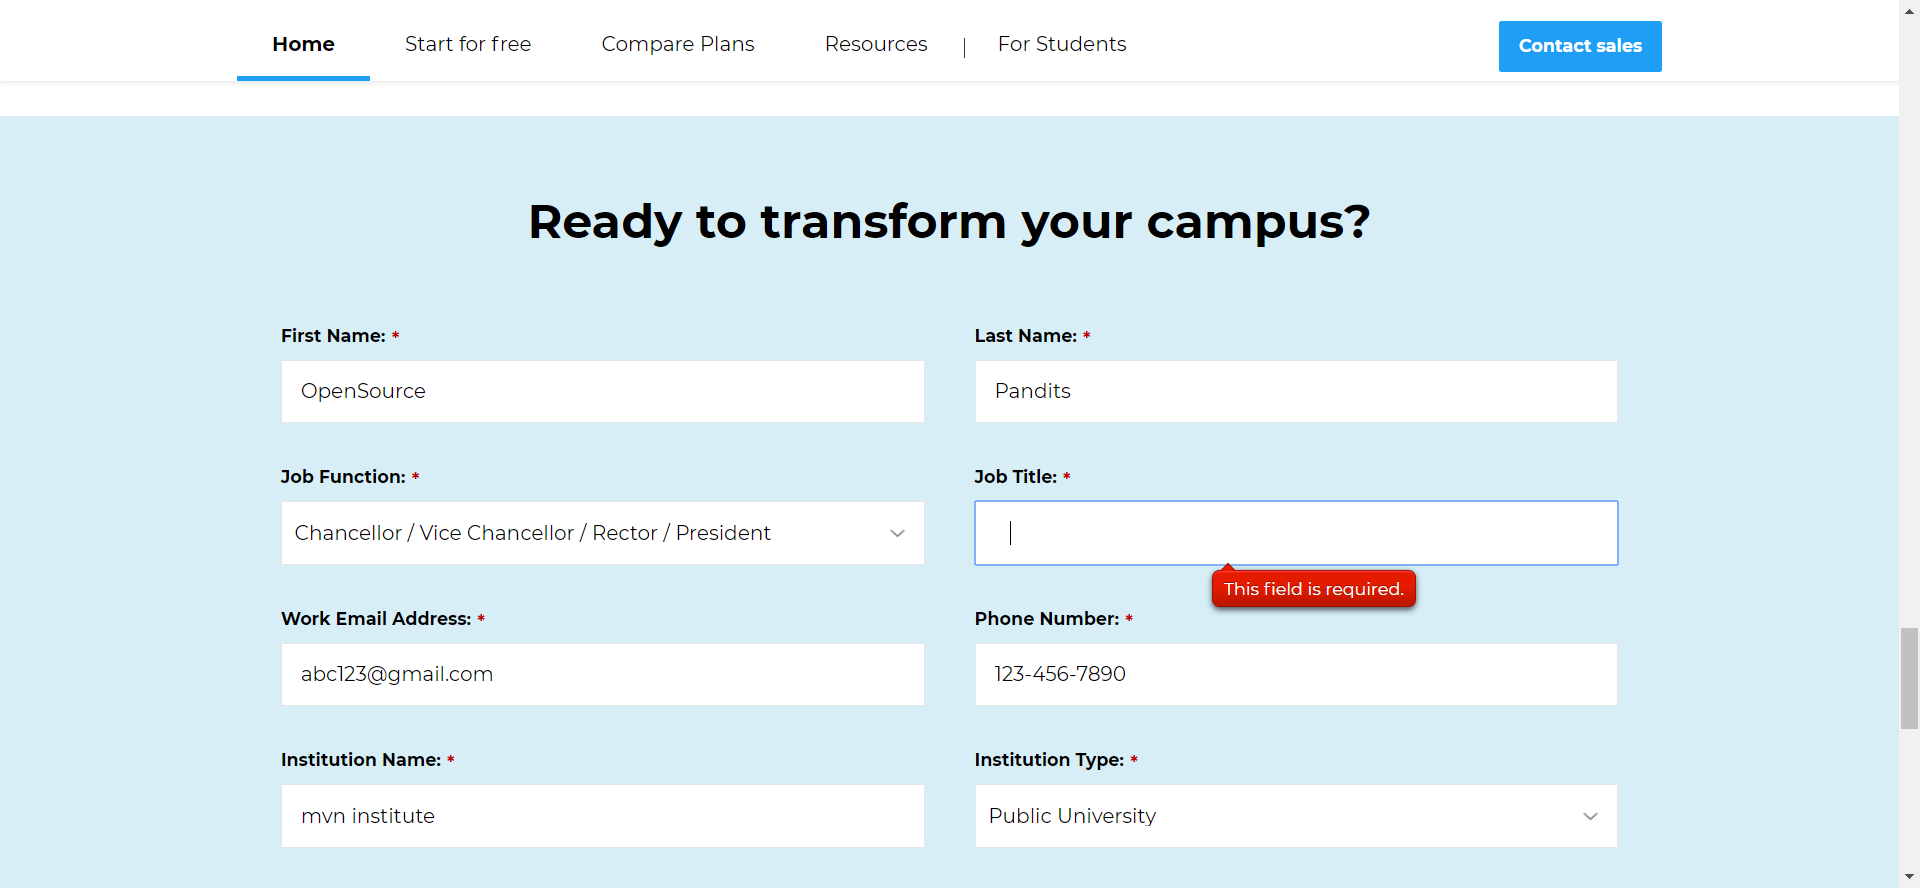 Home Start for free Compare Plans Resources | For Students Contact sales
Ready to transform your campus?
First Name: * Last Name: *
OpenSource Pandits
Job Function: * Job Title: *
Chancellor / Vice Chancellor / Rector / President
This field is required.
Work Email Address: * Phone Number: *
abc123@gmail.com 123-456-7890
Institution Name: * Institution Type: *
mvn institute Public University